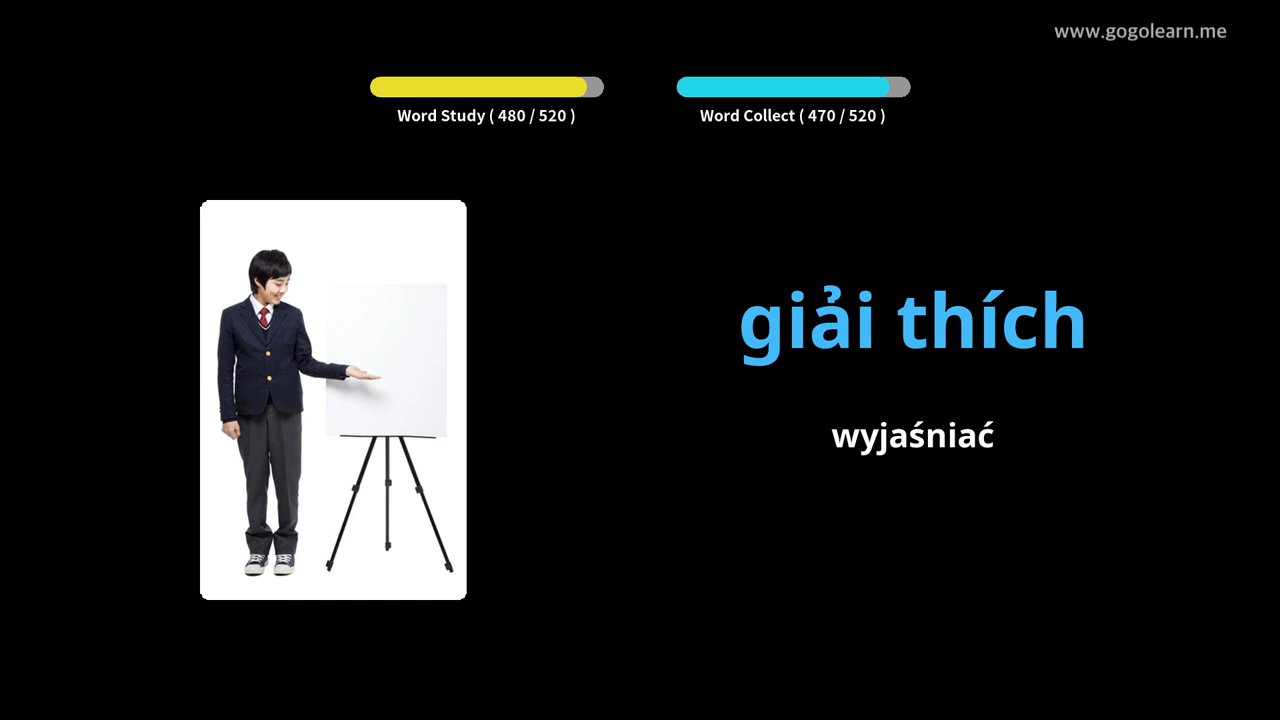 www.gogolearn.me
Word Study ( 480 / 520 )
Word Collect ( 470 / 520 )
giải thích
wyjaśniać